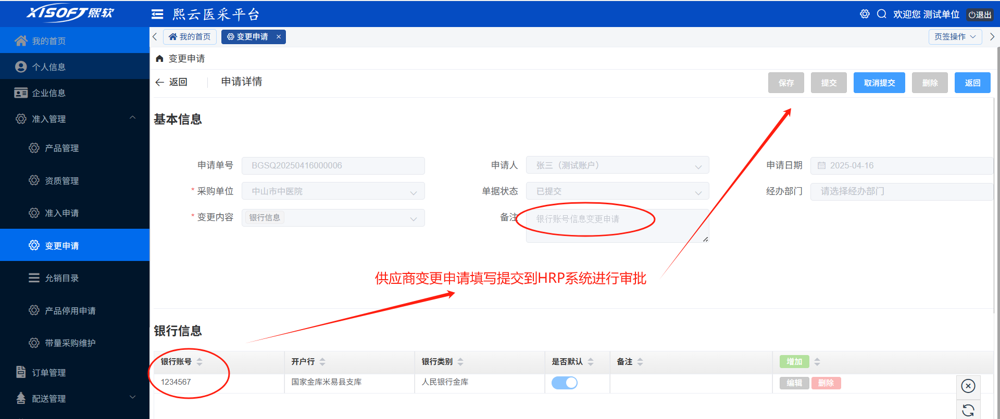 XISOFT熙软
熙云医采平台
欢迎您 测试单位
退出
我的首页
个人信息
企业信息
准入管理
产品管理
资质管理
准入申请
变更申请
允销目录
产品停用申请
带量采购维护
订单管理
配送管理
我的首页
变更申请 ×
页签操作
变更申请
返回
申请详情
保存
提交
取消提交
删除
返回
基本信息
申请单号 BGSQ20250416000006
申请人 张三（测试账户）
申请日期 2025-04-16
* 采购单位 中山市中医院
单据状态 已提交
经办部门 请选择经办部门
* 变更内容 银行信息
备注 银行账号信息变更申请
供应商变更申请填写提交到HRP系统进行审批
银行信息
银行账号 开户行 银行类别 是否默认 备注 增加
1234567 国家金库米易县支库 人民银行金库 编辑 删除